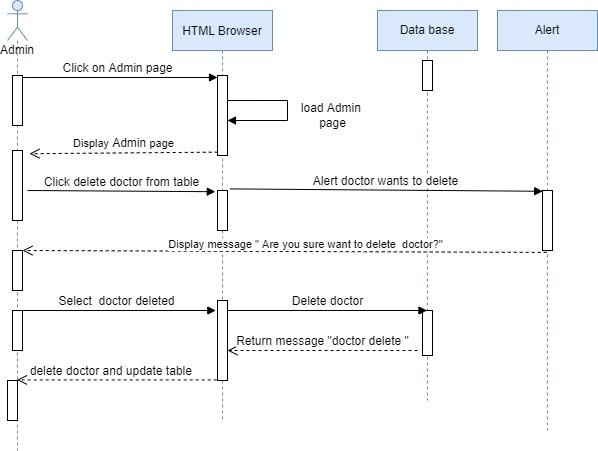 HTML Browser
Data base
Alert
Admin
Click on Admin page
load Admin
page
Display Admin page
Click delete doctor from table
Alert doctor wants to delete
Display message " Are you sure want to delete  doctor?"
Select  doctor deleted
Delete doctor
Return message "doctor delete "
delete doctor and update table